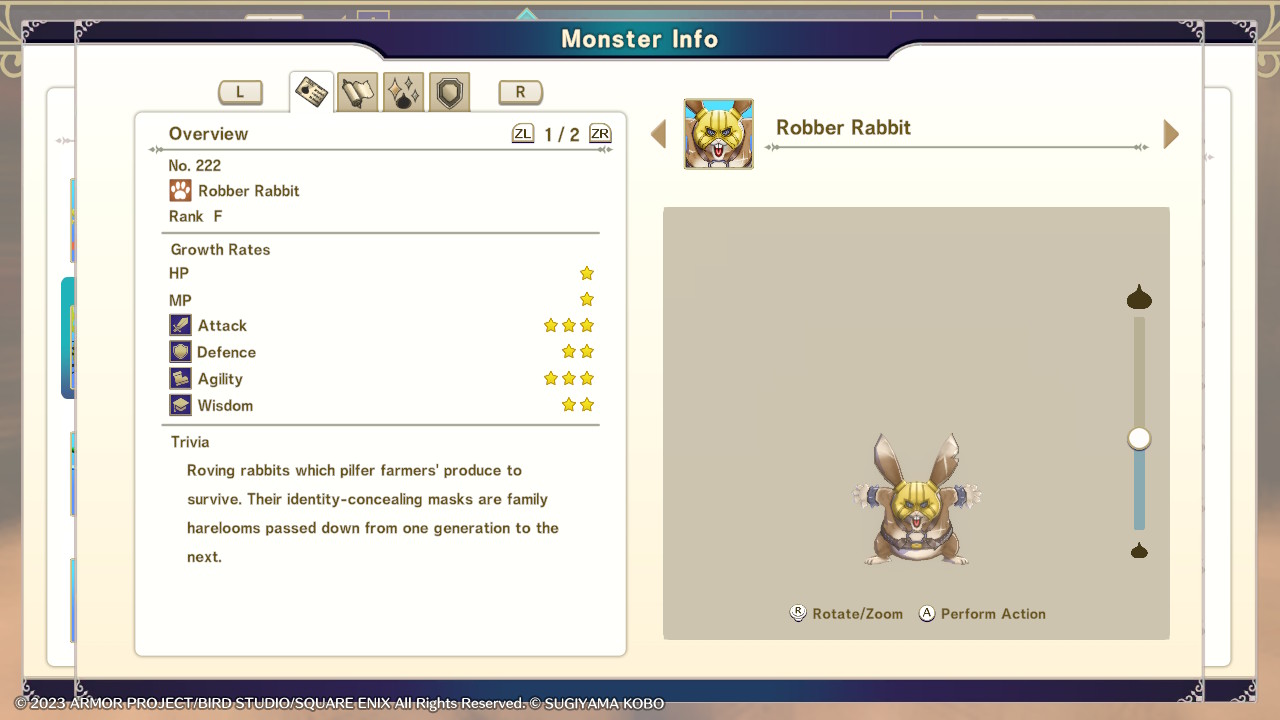 Monster Info
L
R
Overview
ZL 1 / 2 ZR
No. 222
Robber Rabbit
Rank F
Growth Rates
HP
MP
Attack
Defence
Agility
Wisdom
Trivia
Roving rabbits which pilfer farmers' produce to
survive. Their identity-concealing masks are family
harelooms passed down from one generation to the
next.
Robber Rabbit
R Rotate/Zoom A Perform Action
© 2023 ARMOR PROJECT/BIRD STUDIO/SQUARE ENIX All Rights Reserved. © SUGIYAMA KOBO